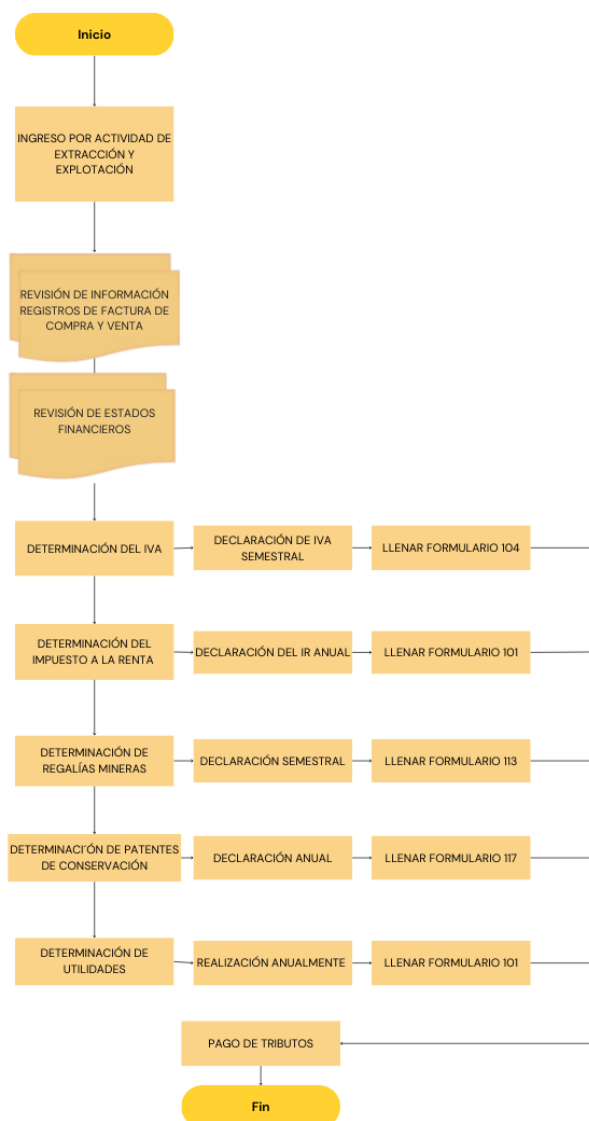 Inicio
INGRESO POR ACTIVIDAD DE
EXTRACCIÓN Y
EXPLOTACIÓN
REVISIÓN DE INFORMACIÓN
REGISTROS DE FACTURA DE
COMPRA Y VENTA
REVISIÓN DE ESTADOS
FINANCIEROS
DETERMINACIÓN DEL IVA
DECLARACIÓN DE IVA
SEMESTRAL
LLENAR FORMULARIO 104
DETERMINACIÓN DEL
IMPUESTO A LA RENTA
DECLARACIÓN DEL IR ANUAL
LLENAR FORMULARIO 101
DETERMINACIÓN DE
REGALÍAS MINERAS
DECLARACIÓN SEMESTRAL
LLENAR FORMULARIO 113
DETERMINACI´ÓN DE PATENTES
DE CONSERVACIÓN
DECLARACIÓN ANUAL
LLENAR FORMULARIO 117
DETERMINACIÓN DE
UTILIDADES
REALIZACIÓN ANUALMENTE
LLENAR FORMULARIO 101
PAGO DE TRIBUTOS
Fin